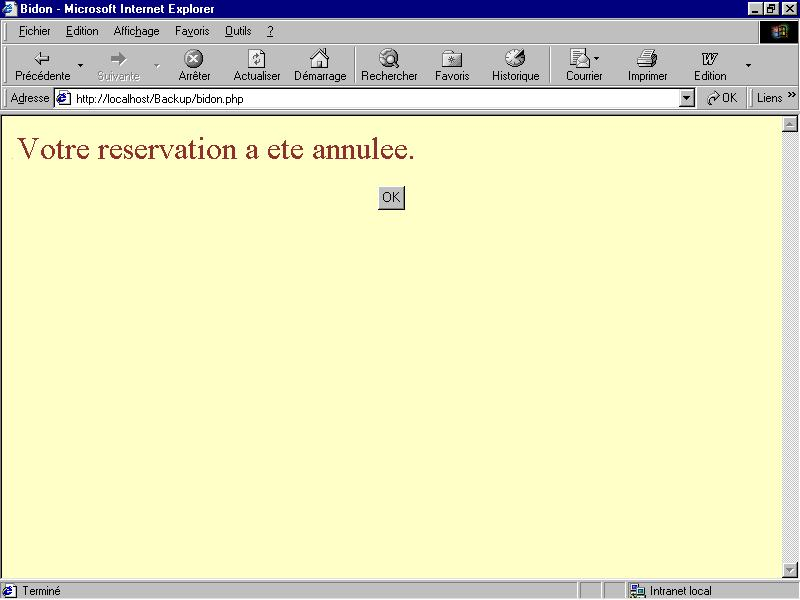 Bidon - Microsoft Internet Explorer
Fichier Edition Affichage Favoris Outils ?
Précédente Suivante Arrêter Actualiser Démarrage Rechercher Favoris Historique Courrier Imprimer Edition
Adresse http://localhost/Backup/bidon.php OK Liens »
Votre reservation a ete annulee.
OK
Terminé Intranet local